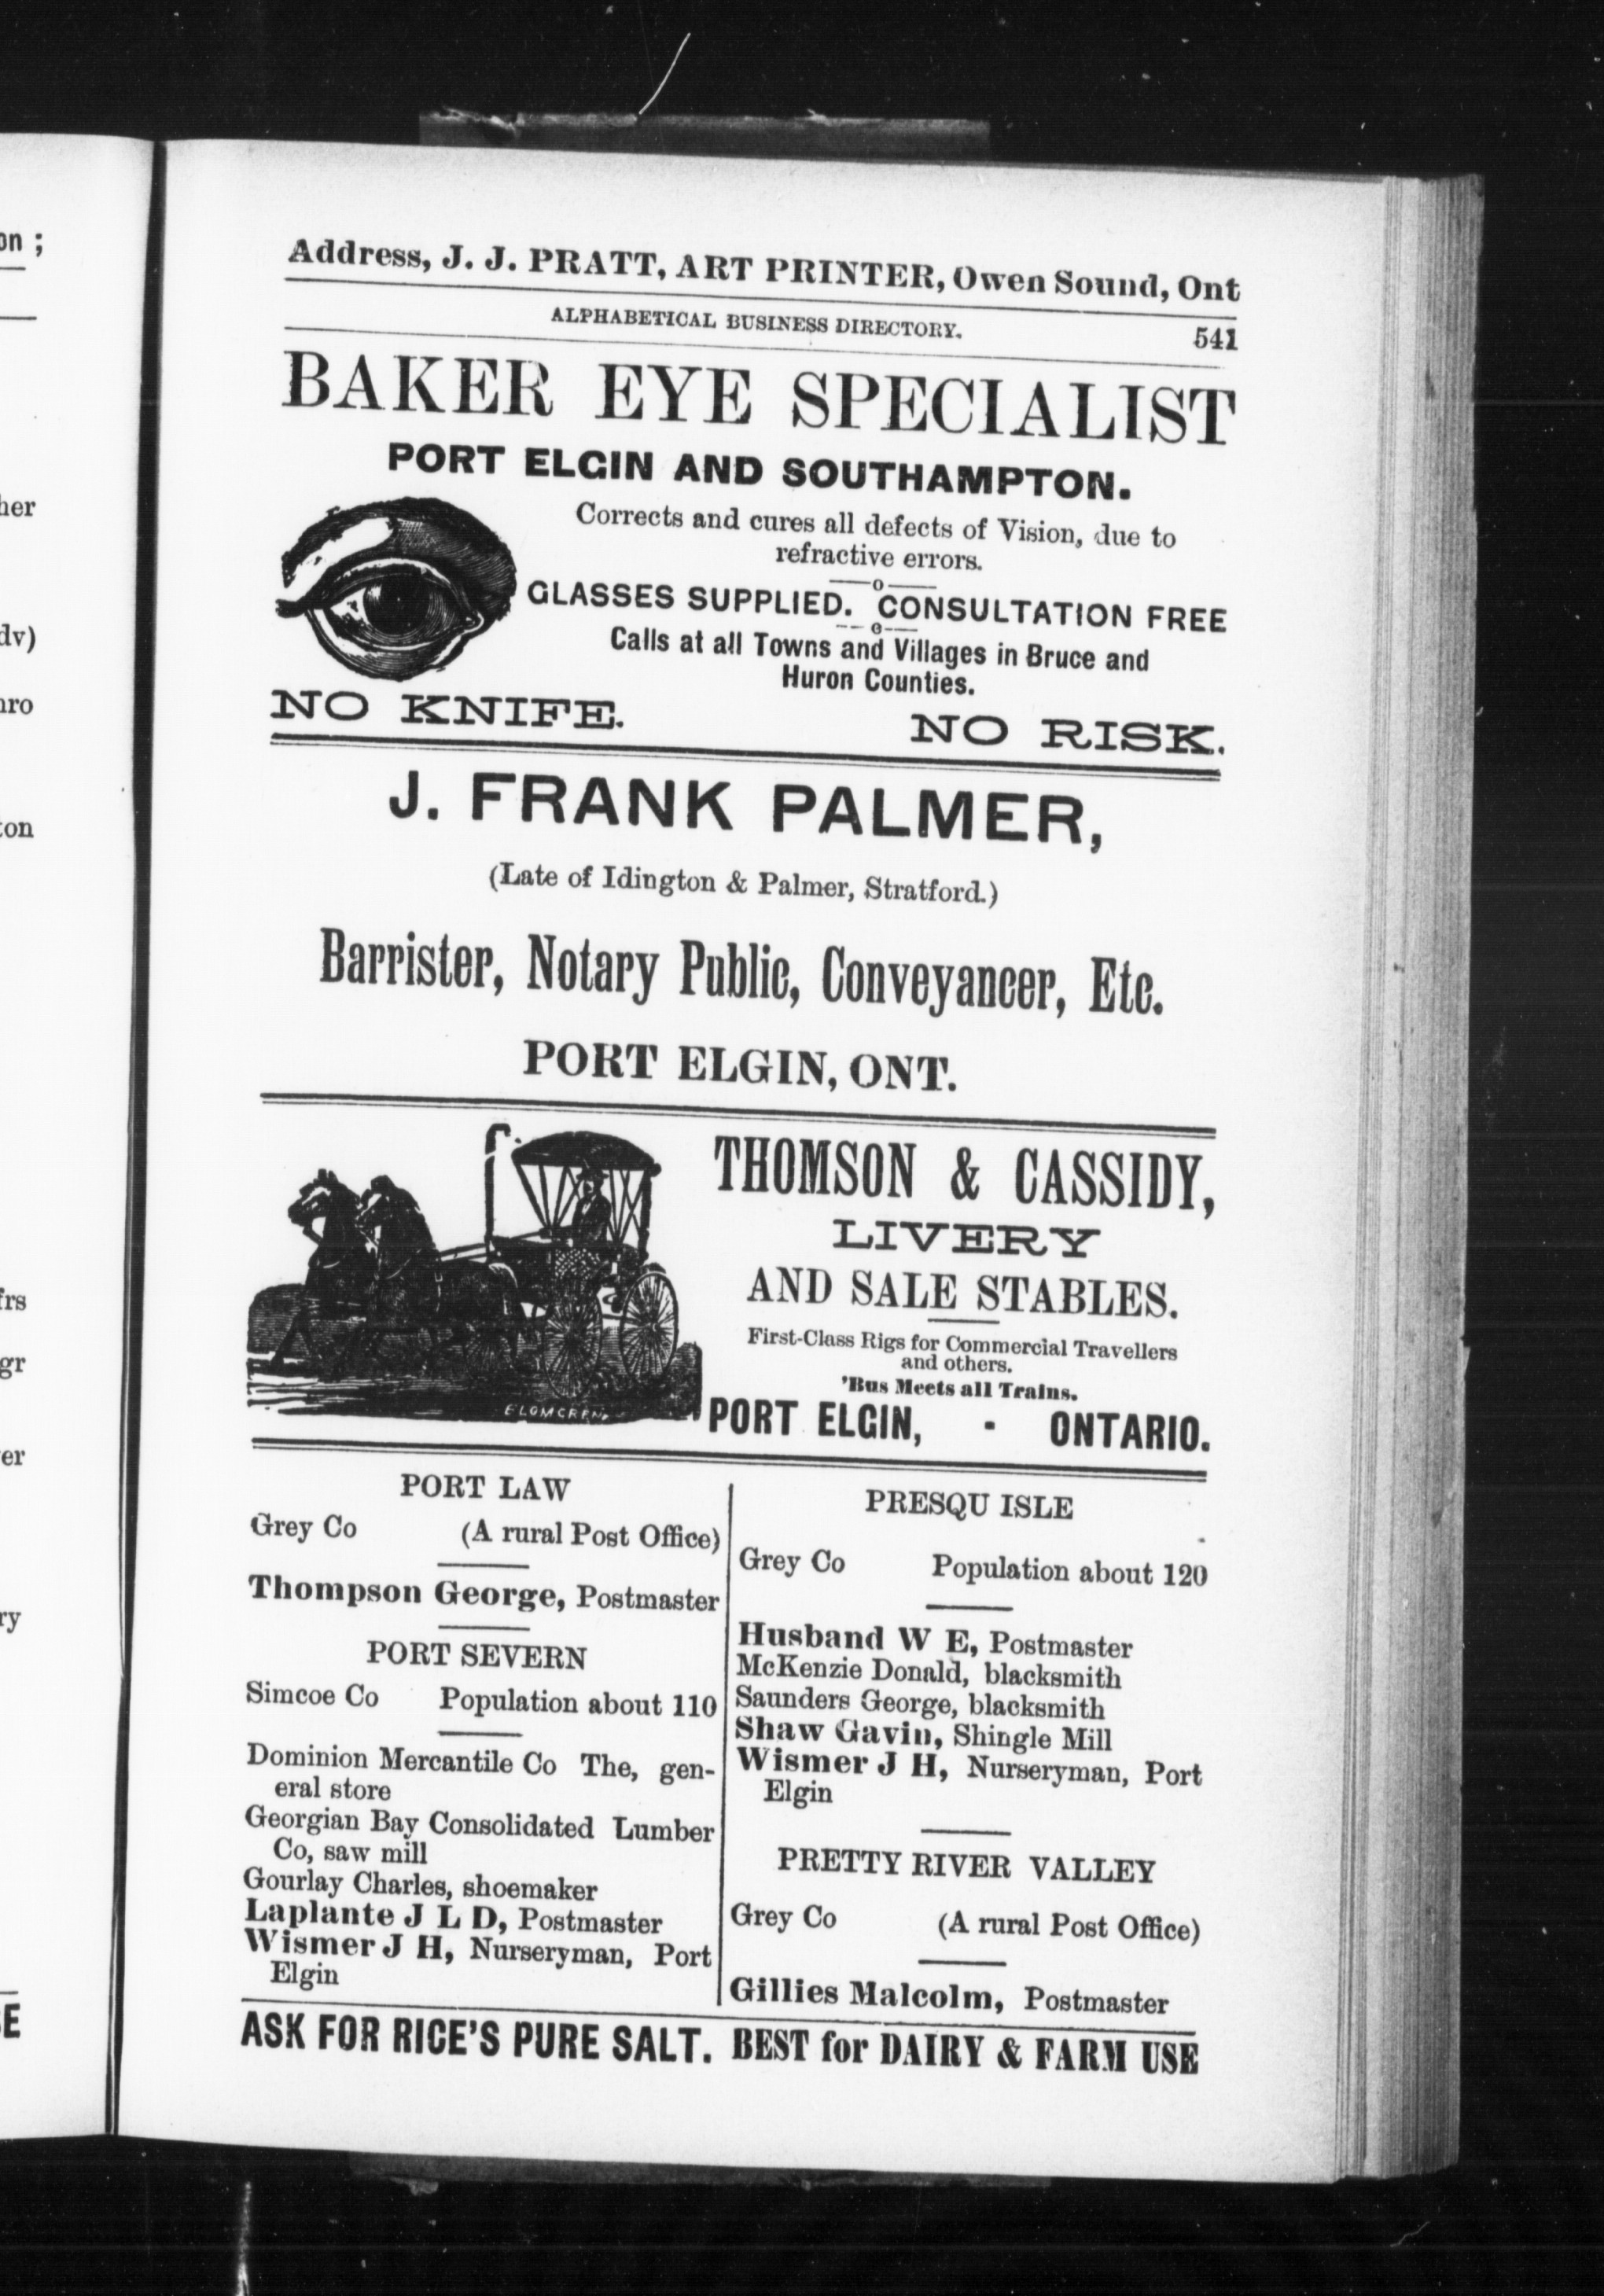 Address, J. J. PRATT, ART PRINTER, Owen Sound, Ont
ALPHABETICAL BUSINESS DIRECTORY. 541
BAKER EYE SPECIALIST
PORT ELGIN AND SOUTHAMPTON.
Corrects and cures all defects of Vision, due to
refractive errors.
GLASSES SUPPLIED. CONSULTATION FREE
Calls at all Towns and Villages in Bruce and
Huron Counties.
NO KNIFE. NO RISK.
J. FRANK PALMER,
(Late of Idington & Palmer, Stratford.)
Barrister, Notary Public, Conveyancer, Etc.
PORT ELGIN, ONT.
THOMSON & CASSIDY,
LIVERY
AND SALE STABLES.
First-Class Rigs for Commercial Travellers
and others.
'Bus Meets all Trains.
PORT ELGIN, - ONTARIO.
PORT LAW
Grey Co (A rural Post Office)
Thompson George, Postmaster
PORT SEVERN
Simcoe Co Population about 110
Dominion Mercantile Co The, gen-
eral store
Georgian Bay Consolidated Lumber
Co, saw mill
Gourlay Charles, shoemaker
Laplante J L D, Postmaster
Wismer J H, Nurseryman, Port
Elgin
PRESQU ISLE
Grey Co Population about 120
Husband W E, Postmaster
McKenzie Donald, blacksmith
Saunders George, blacksmith
Shaw Gavin, Shingle Mill
Wismer J H, Nurseryman, Port
Elgin
PRETTY RIVER VALLEY
Grey Co (A rural Post Office)
Gillies Malcolm, Postmaster
ASK FOR RICE'S PURE SALT. BEST for DAIRY & FARM USE